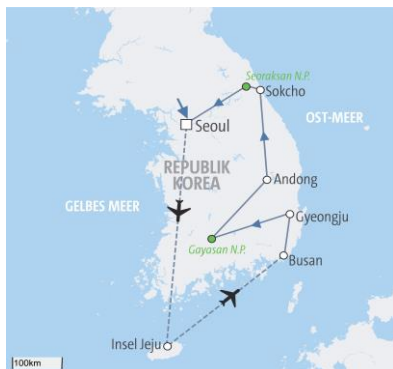 Seoraksan N.P.
Sokcho
OST-MEER
Seoul
REPUBLIK
KOREA
Andong
GELBES MEER
Gyeongju
Gayasan N.P.
Busan
Insel Jeju
100km